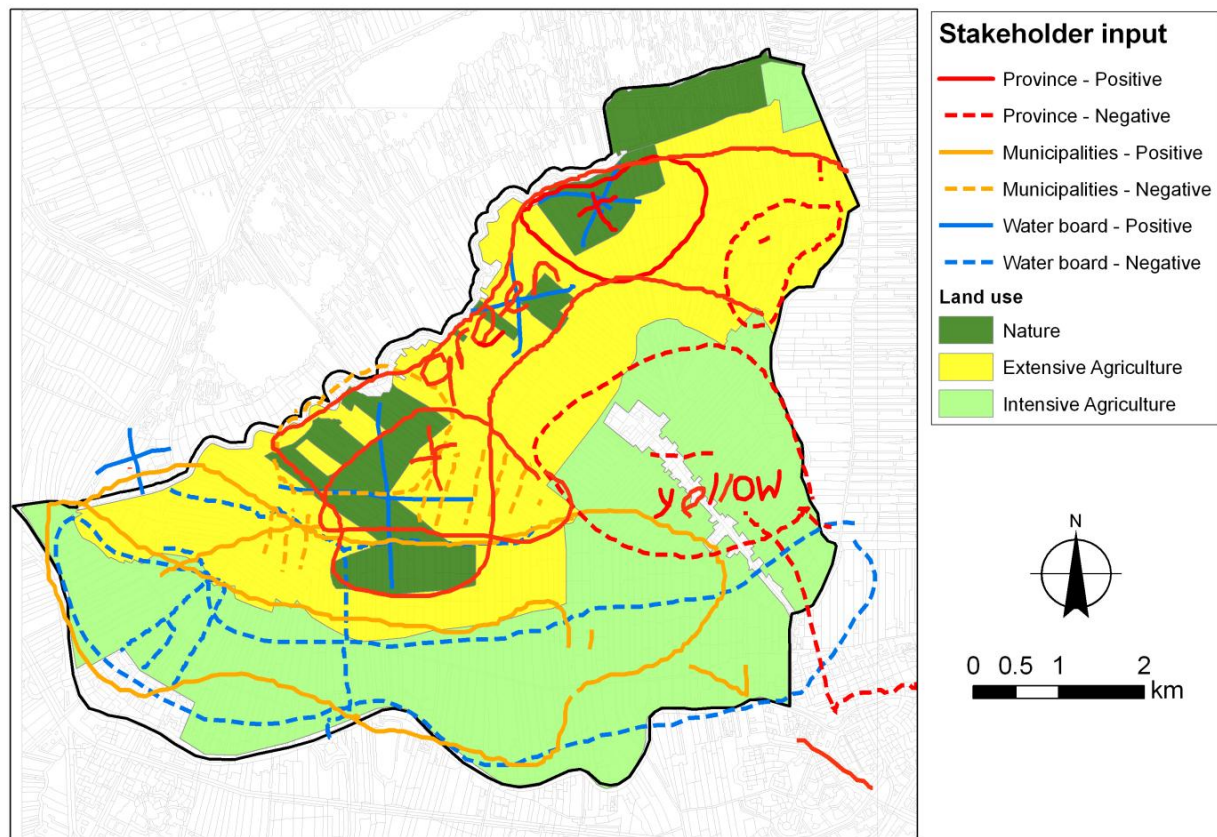 Stakeholder input
Province - Positive
Province - Negative
Municipalities - Positive
Municipalities - Negative
Water board - Positive
Water board - Negative
Land use
Nature
Extensive Agriculture
Intensive Agriculture
yellow
N
0 0.5 1 2
km